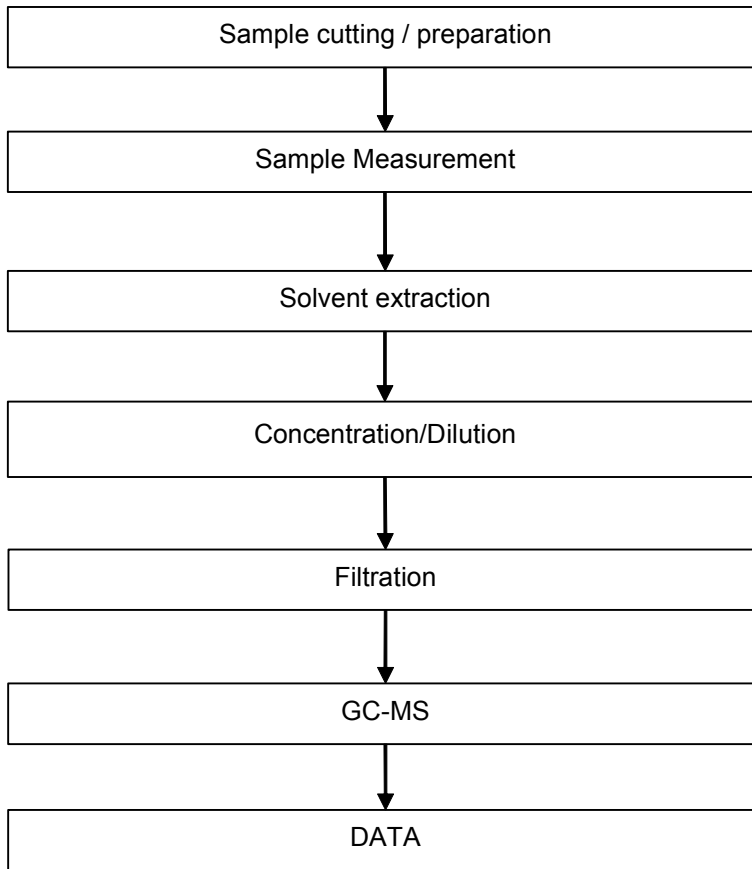 Sample cutting / preparation
Sample Measurement
Solvent extraction
Concentration/Dilution
Filtration
GC-MS
DATA